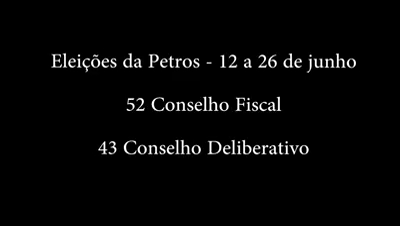 Eleições da Petros - 12 a 26 de junho
52 Conselho Fiscal
43 Conselho Deliberativo